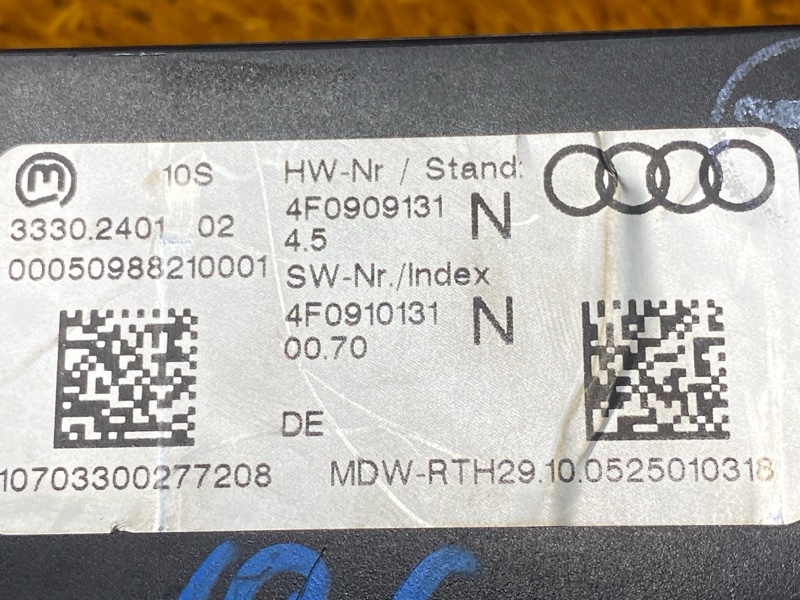 m
10S
3330.2401 02
00050988210001
HW-Nr / Stand:
4F0909131 N
4.5
SW-Nr./Index
4F0910131 N
00.70
DE
10703300277208
MDW-RTH29.10.0525010318